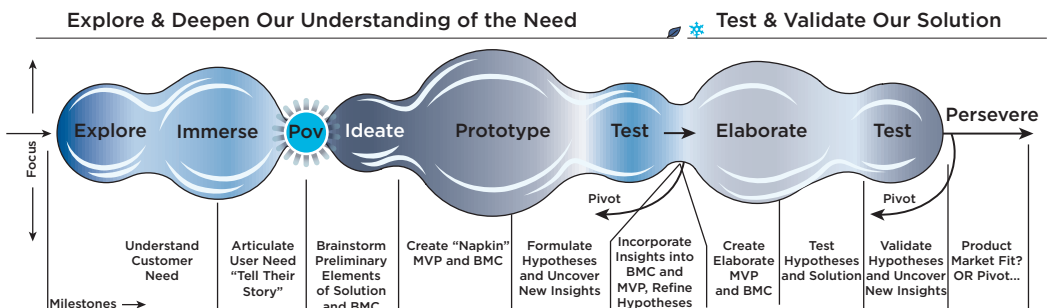 Explore & Deepen Our Understanding of the Need
Test & Validate Our Solution
Focus
Explore
Immerse
Pov
Ideate
Prototype
Test
Elaborate
Test
Persevere
Pivot
Pivot
Understand
Customer
Need
Articulate
User Need
“Tell Their
Story”
Brainstorm
Preliminary
Elements
of Solution
and BMC
Create “Napkin”
MVP and BMC
Formulate
Hypotheses
and Uncover
New Insights
Incorporate
Insights into
BMC and
MVP, Refine
Hypotheses
Create
Elaborate
MVP
and BMC
Test
Hypotheses
and Solution
Validate
Hypotheses
and Uncover
New Insights
Product
Market Fit?
OR Pivot...
Milestones